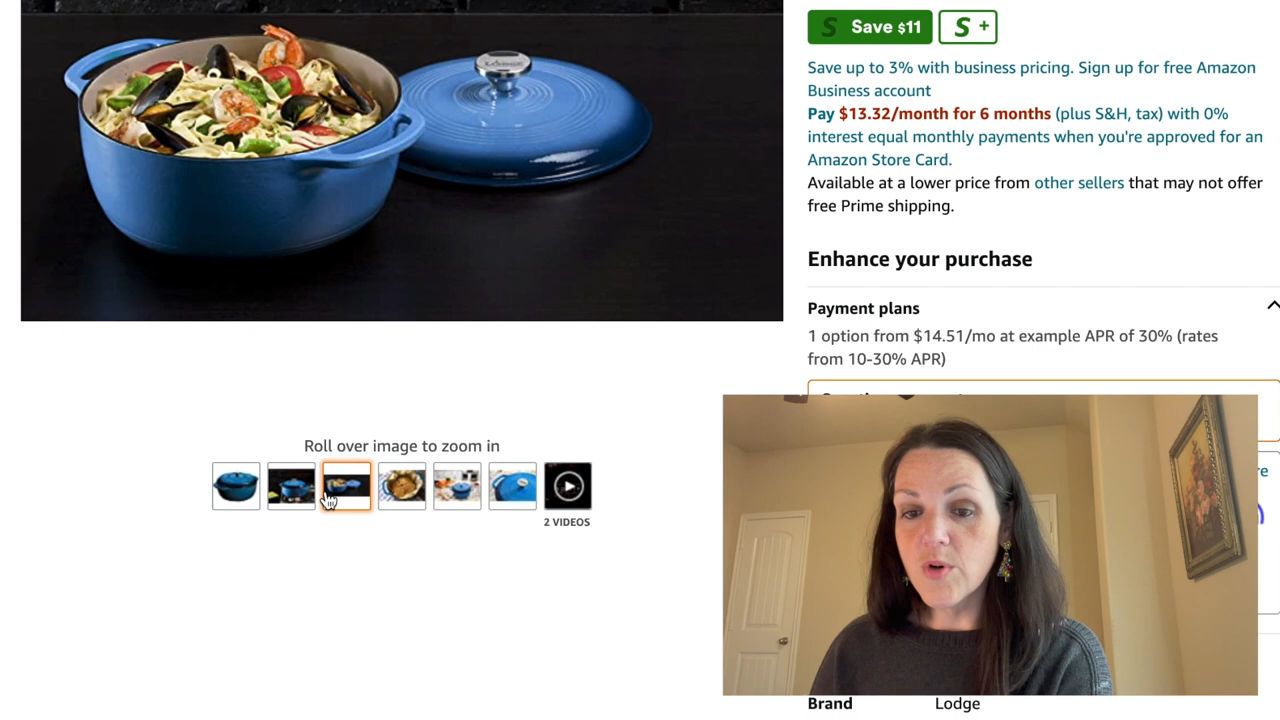 LODGE
S Save $11
S +
Save up to 3% with business pricing. Sign up for free Amazon
Business account
Pay $13.32/month for 6 months (plus S&H, tax) with 0%
interest equal monthly payments when you're approved for an
Amazon Store Card.
Available at a lower price from other sellers that may not offer
free Prime shipping.
Enhance your purchase
Payment plans
1 option from $14.51/mo at example APR of 30% (rates
from 10-30% APR)
Roll over image to zoom in
2 VIDEOS
Brand Lodge